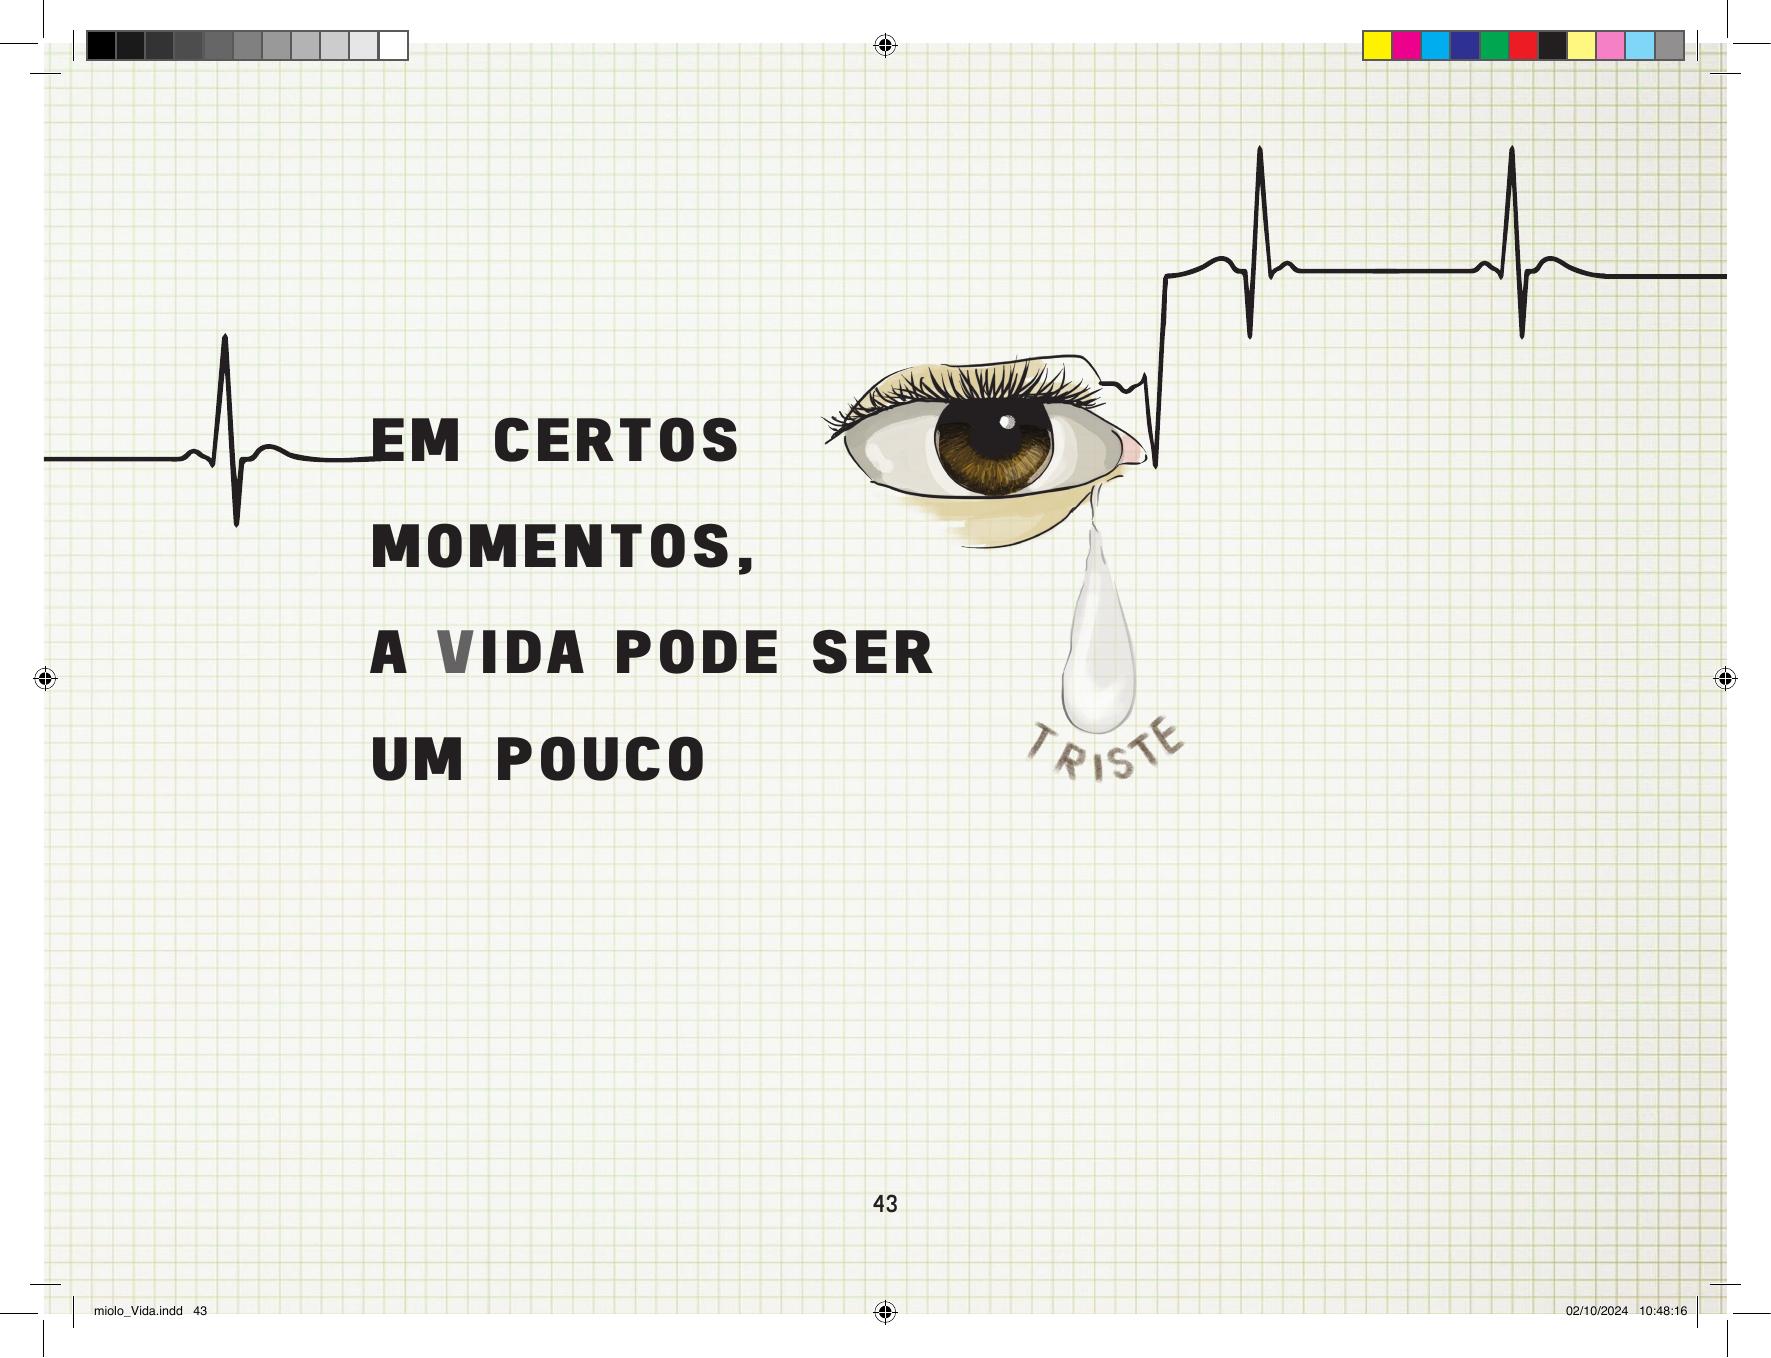 EM CERTOS
MOMENTOS,
A VIDA PODE SER
UM POUCO
TRISTE
43
miolo_Vida.indd 43
02/10/2024 10:48:16